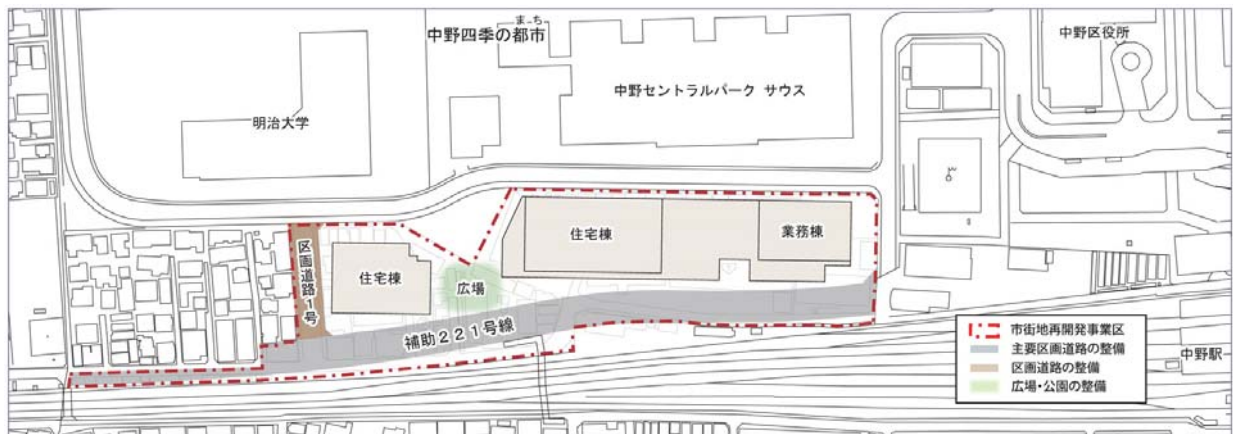 まち
中野四季の都市
中野区役所
中野セントラルパーク サウス
明治大学
区画道路1号
住宅棟
広場
住宅棟
業務棟
補助221号線
市街地再開発事業区
主要区画道路の整備
区画道路の整備
広場・公園の整備
中野駅